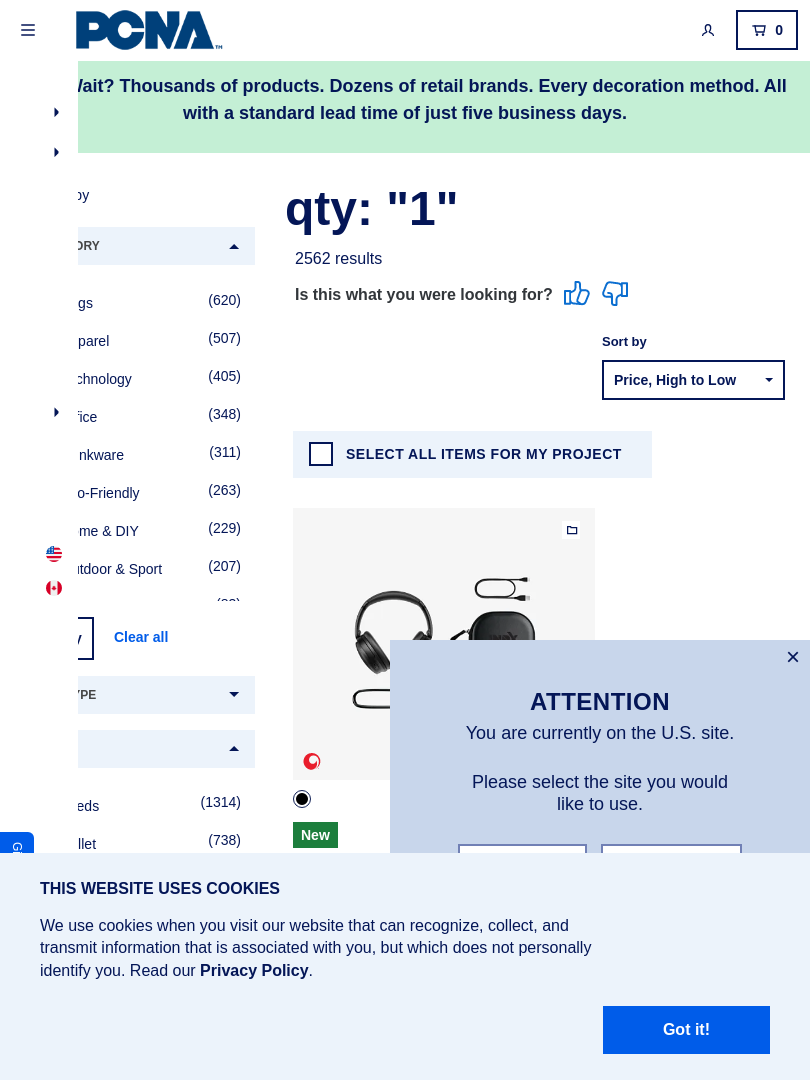 PCNA™
0
Wait? Thousands of products. Dozens of retail brands. Every decoration method. All
with a standard lead time of just five business days.
by
qty: "1"
ORY
2562 results
Is this what you were looking for?
gs (620)
parel (507)
chnology (405)
fice (348)
nkware (311)
o-Friendly (263)
me & DIY (229)
utdoor & Sport (207)
Sort by
Price, High to Low
SELECT ALL ITEMS FOR MY PROJECT
Clear all
YPE
eds (1314)
llet (738)
New
×
ATTENTION
You are currently on the U.S. site.
Please select the site you would
like to use.
THIS WEBSITE USES COOKIES
We use cookies when you visit our website that can recognize, collect, and
transmit information that is associated with you, but which does not personally
identify you. Read our Privacy Policy.
Got it!